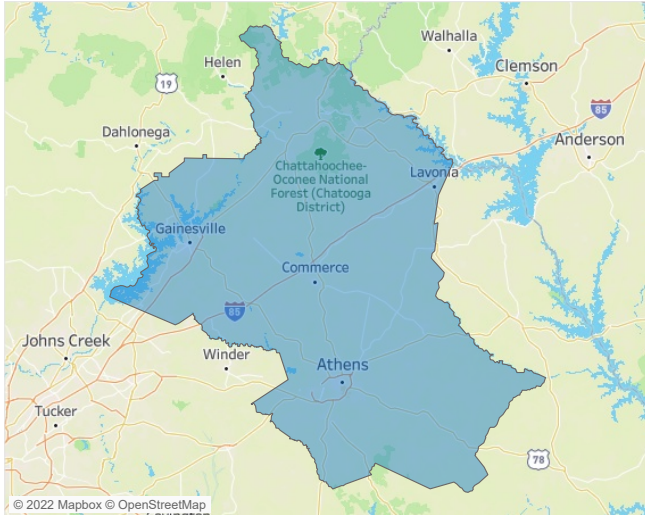 Walhalla
Helen
Clemson
19
85
Dahlonega
Anderson
Chattahoochee-
Oconee National
Forest (Chatooga
District)
Lavonia
Gainesville
Commerce
85
Johns Creek
Winder
Athens
Tucker
78
© 2022 Mapbox © OpenStreetMap